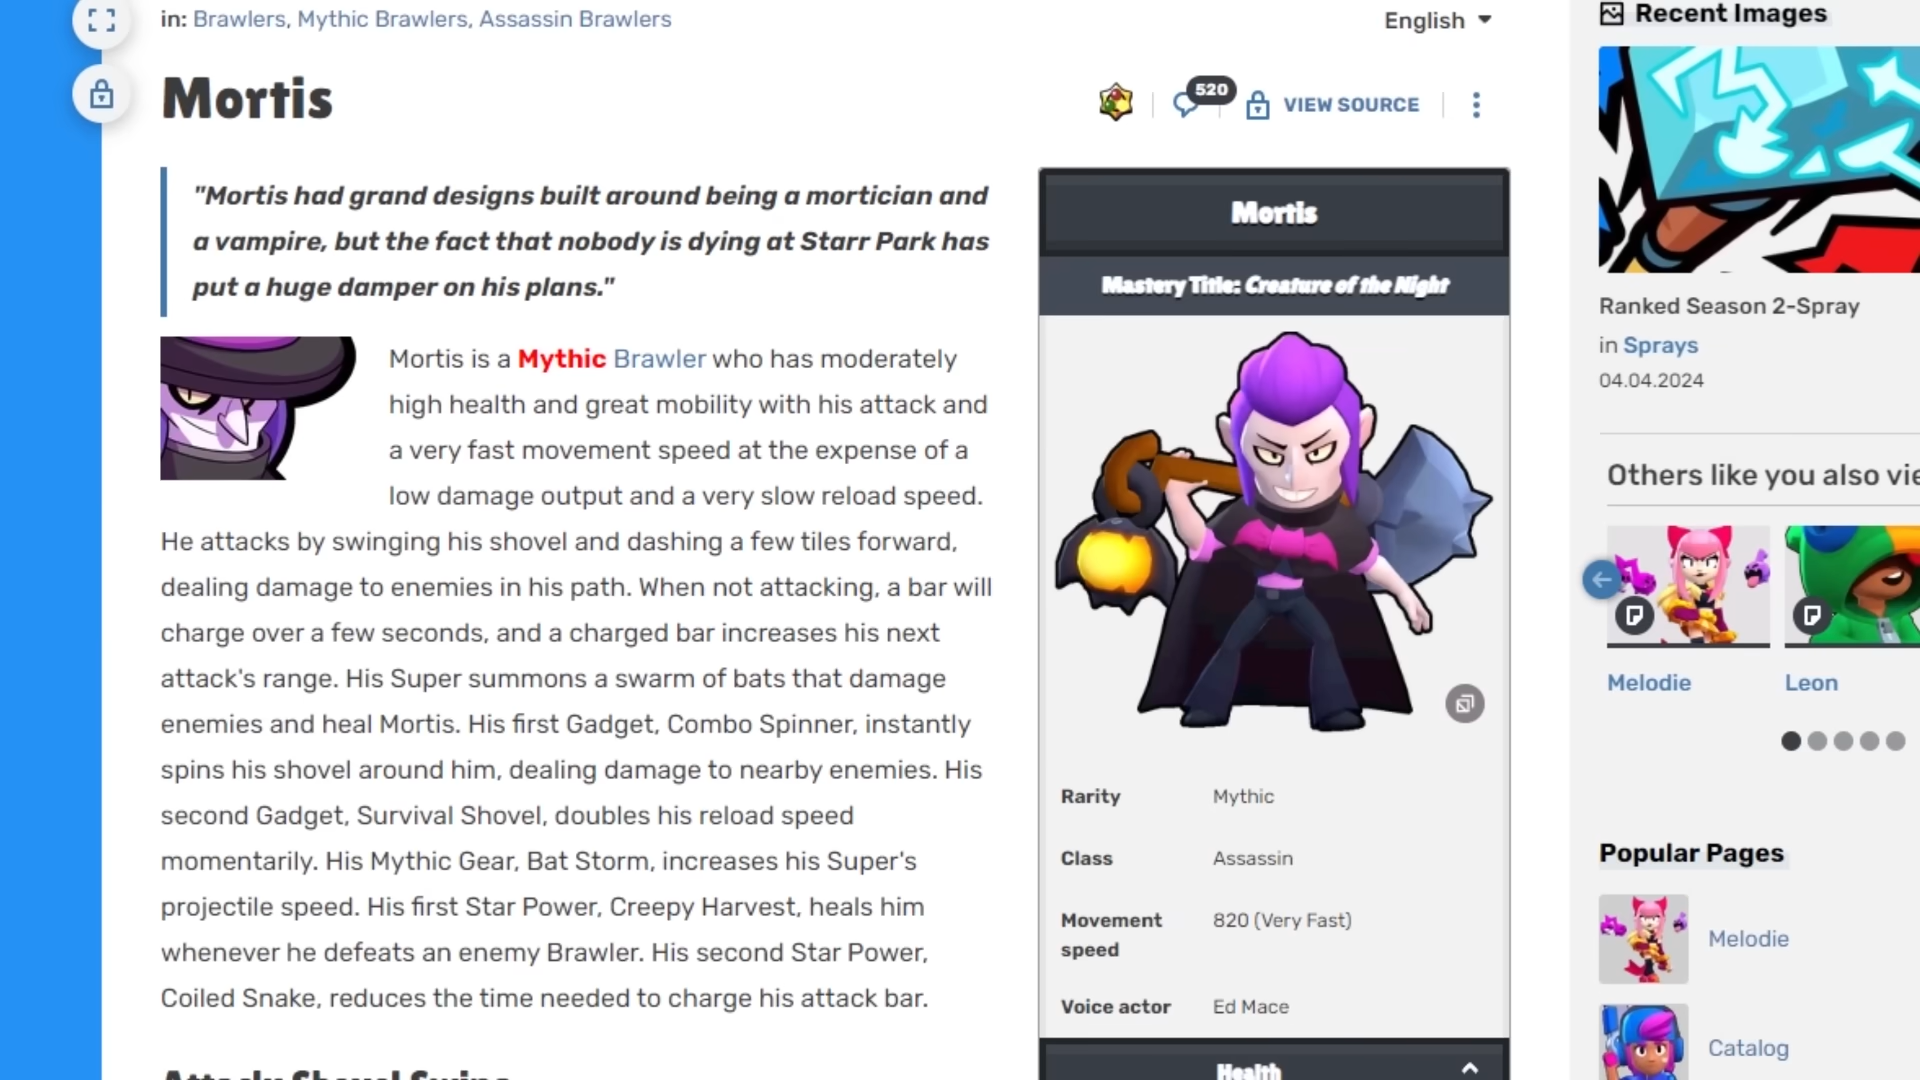 in: Brawlers, Mythic Brawlers, Assassin Brawlers
English
Mortis
520
VIEW SOURCE
"Mortis had grand designs built around being a mortician and
a vampire, but the fact that nobody is dying at Starr Park has
put a huge damper on his plans."
Mortis is a Mythic Brawler who has moderately
high health and great mobility with his attack and
a very fast movement speed at the expense of a
low damage output and a very slow reload speed.
He attacks by swinging his shovel and dashing a few tiles forward,
dealing damage to enemies in his path. When not attacking, a bar will
charge over a few seconds, and a charged bar increases his next
attack's range. His Super summons a swarm of bats that damage
enemies and heal Mortis. His first Gadget, Combo Spinner, instantly
spins his shovel around him, dealing damage to nearby enemies. His
second Gadget, Survival Shovel, doubles his reload speed
momentarily. His Mythic Gear, Bat Storm, increases his Super's
projectile speed. His first Star Power, Creepy Harvest, heals him
whenever he defeats an enemy Brawler. His second Star Power,
Coiled Snake, reduces the time needed to charge his attack bar.
Attack: Shovel Swing
Mortis
Mastery Title: Creature of the Night
Rarity Mythic
Class Assassin
Movement speed 820 (Very Fast)
Voice actor Ed Mace
Health
Recent Images
Ranked Season 2-Spray
in Sprays
04.04.2024
Others like you also vie
Melodie
Leon
Popular Pages
Melodie
Catalog